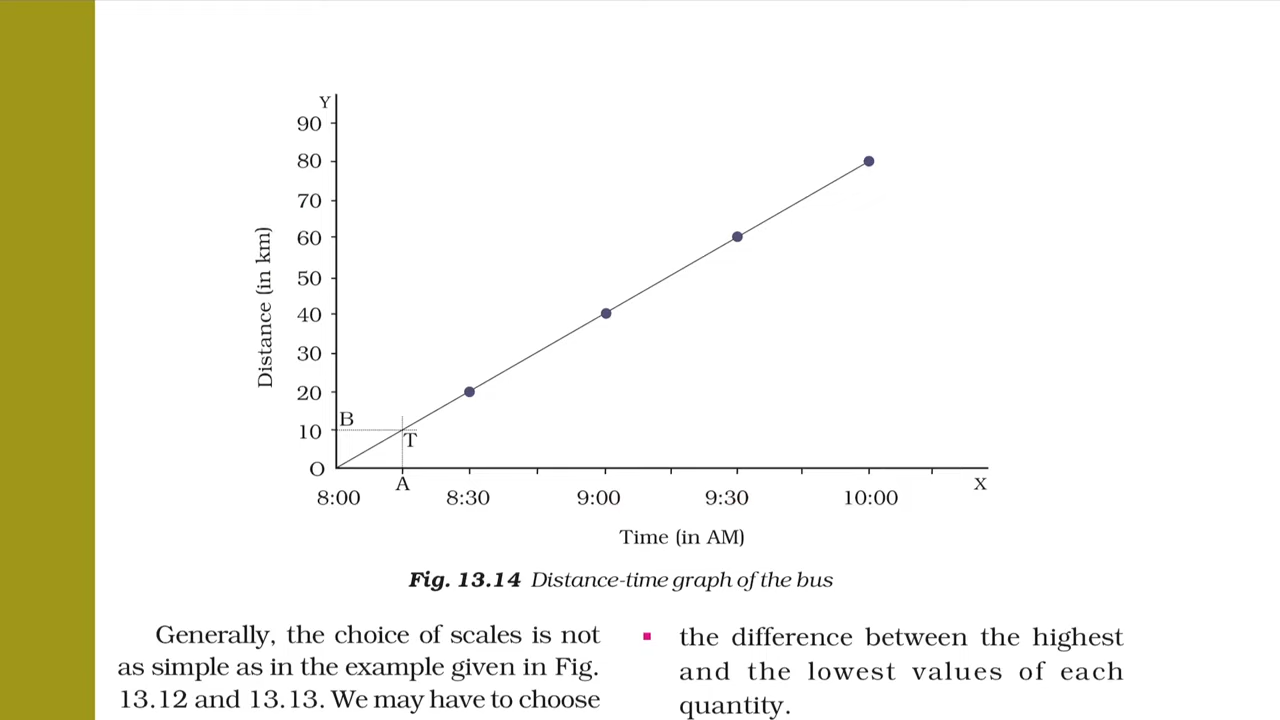 Y
90
80
70
60
50
40
30
20
10
O
Distance (in km)
B
T
A
X
8:00 8:30 9:00 9:30 10:00
Time (in AM)
Fig. 13.14 Distance-time graph of the bus
Generally, the choice of scales is not
as simple as in the example given in Fig.
13.12 and 13.13. We may have to choose
▪ the difference between the highest
and the lowest values of each
quantity.